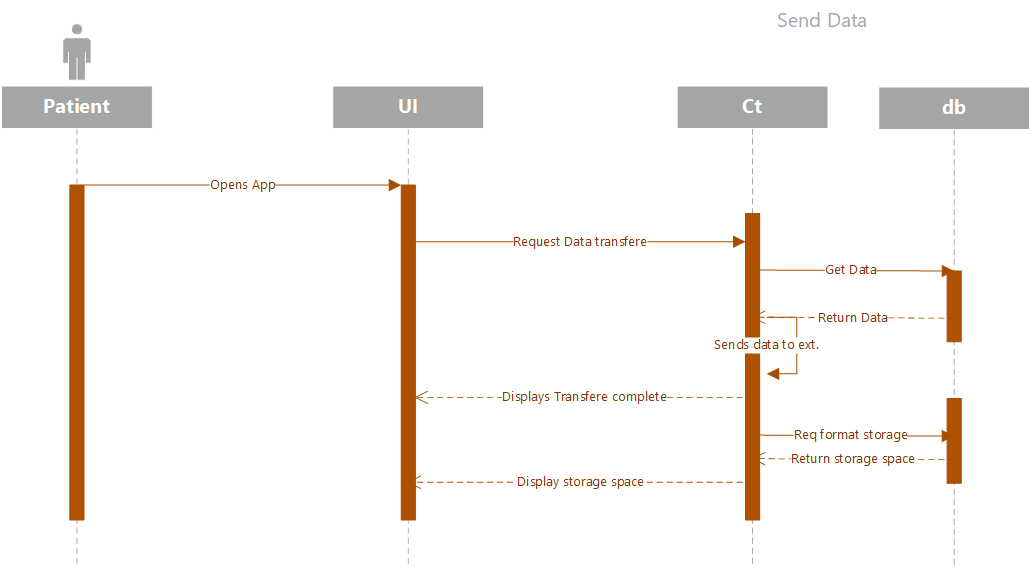 Send Data
Patient
UI
Ct
db
Opens App
Request Data transfere
Get Data
Return Data
Sends data to ext.
Displays Transfere complete
Req format storage
Return storage space
Display storage space